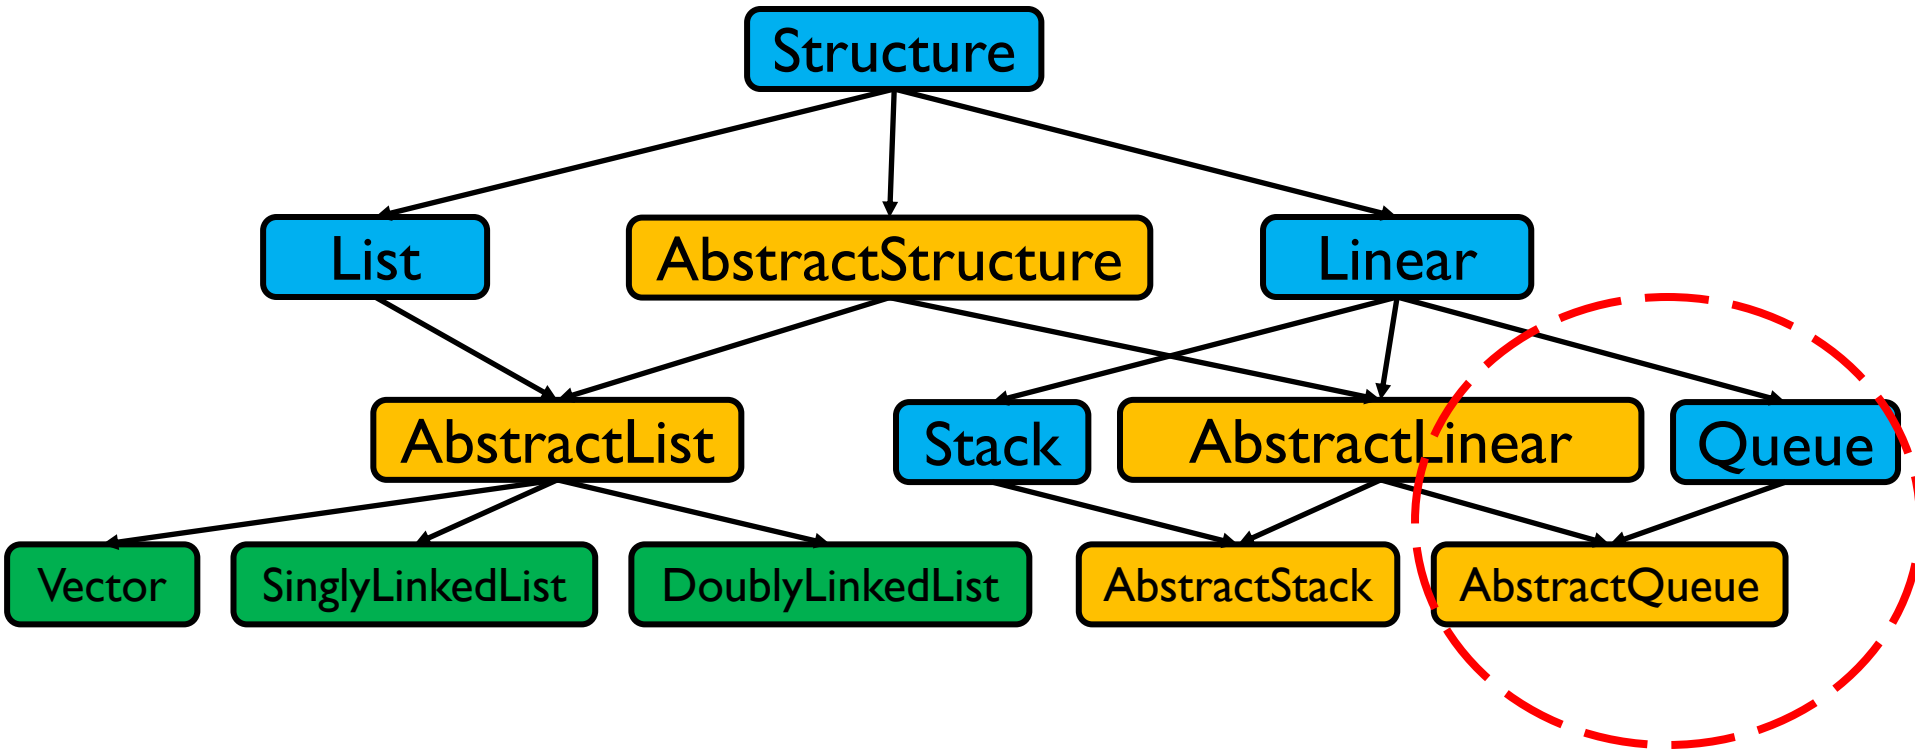 Structure
List
AbstractStructure
Linear
AbstractList
Stack
AbstractLinear
Queue
Vector
SinglyLinkedList
DoublyLinkedList
AbstractStack
AbstractQueue